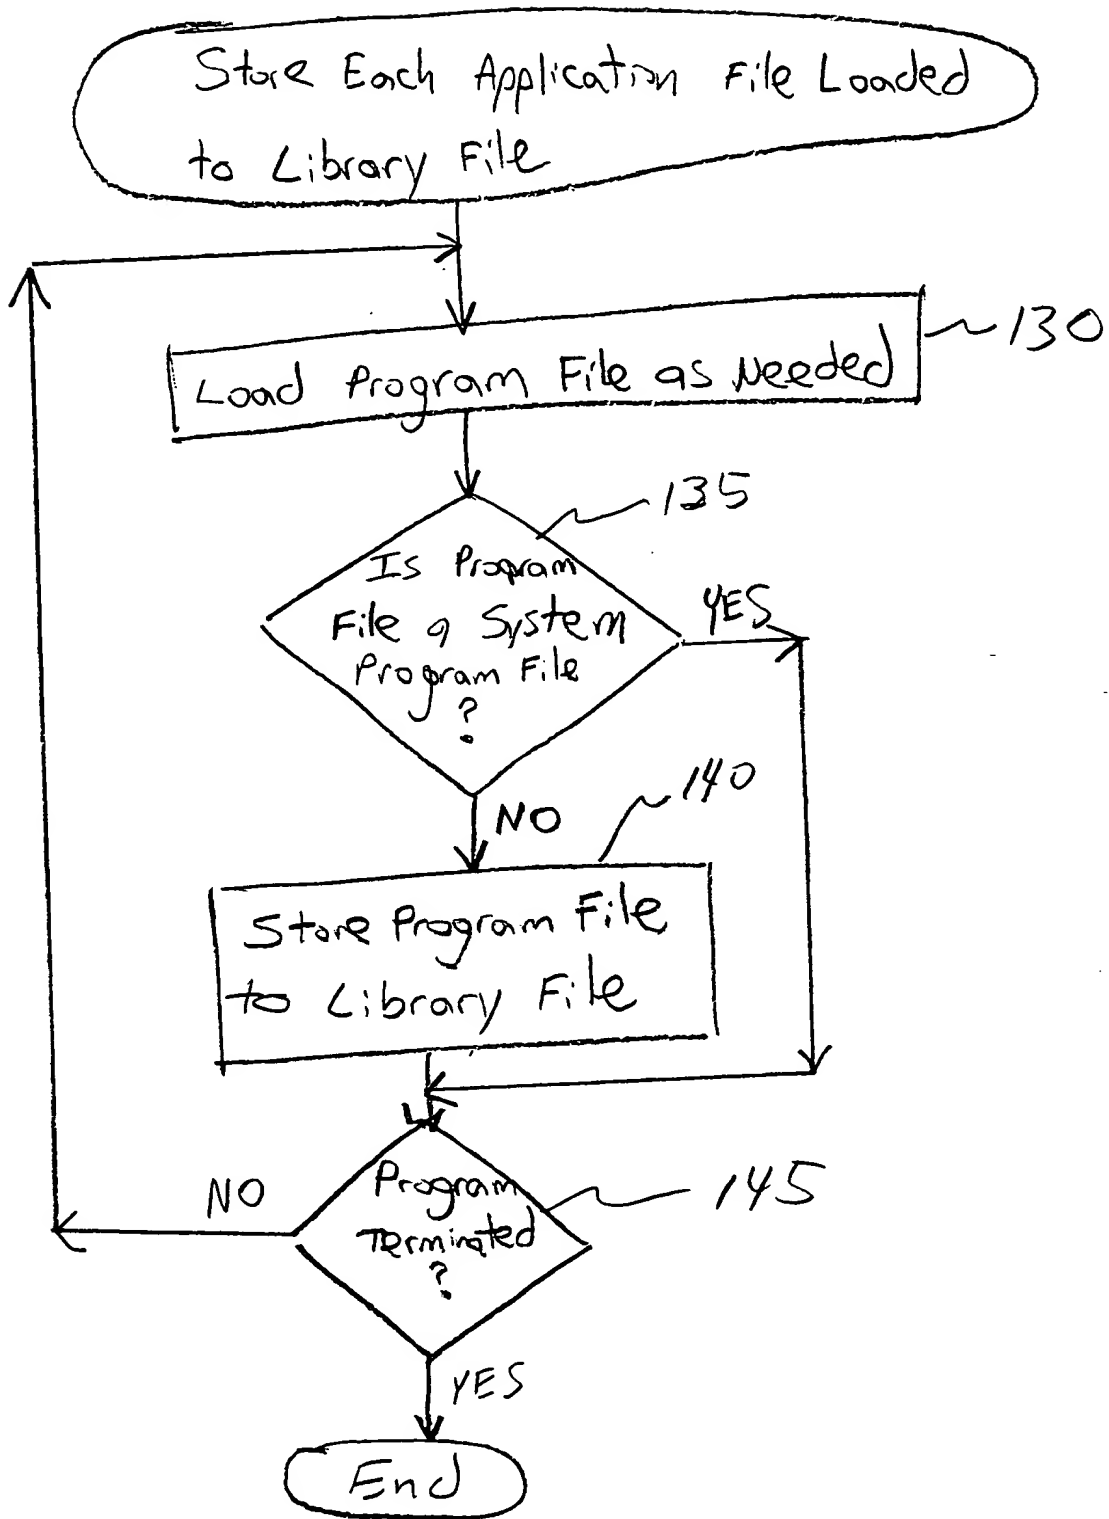 Store Each Application File Loaded
to Library File
Load Program File as Needed
130
135
Is Program
File a System
Program File
?
YES
NO
140
Store Program File
to Library File
Program
Terminated
?
145
NO
YES
End